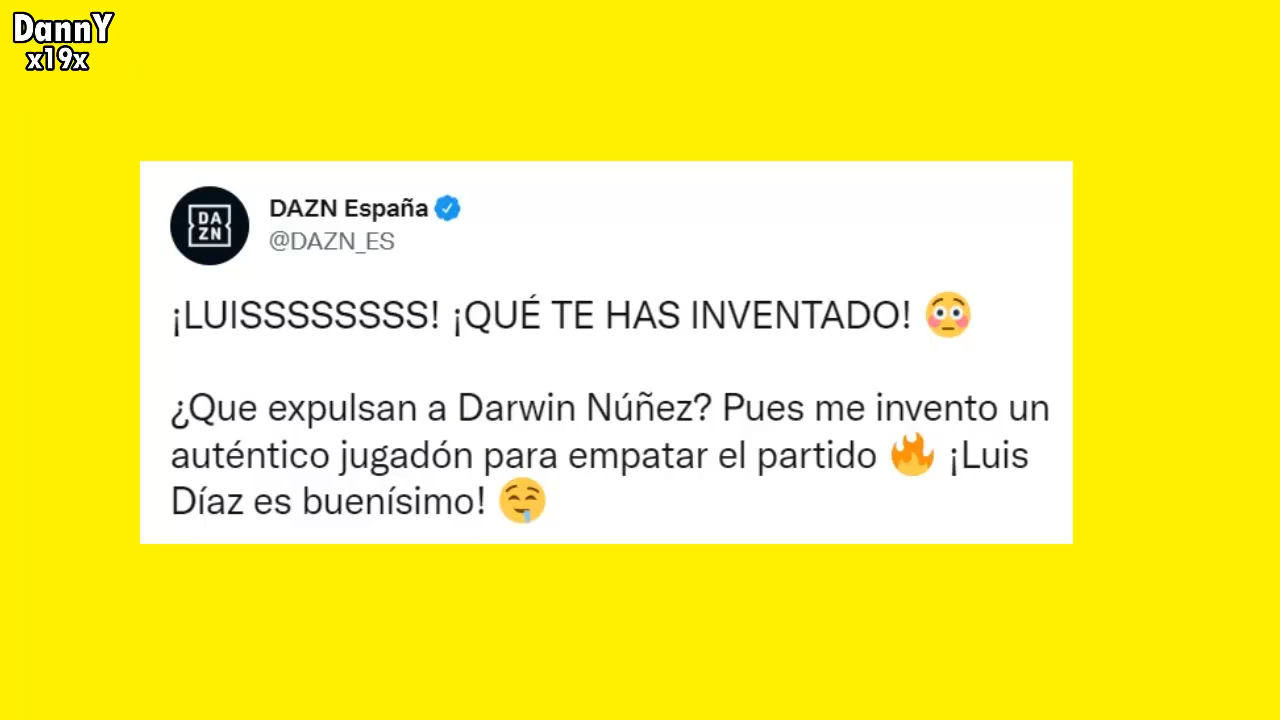 DannY
x19x
DAZN España
DA
ZN
@DAZN_ES
¡LUISSSSSSSS! ¡QUÉ TE HAS INVENTADO! 😳
¿Que expulsan a Darwin Núñez? Pues me invento un
auténtico jugadón para empatar el partido 🔥 ¡Luis
Díaz es buenísimo! 🤤